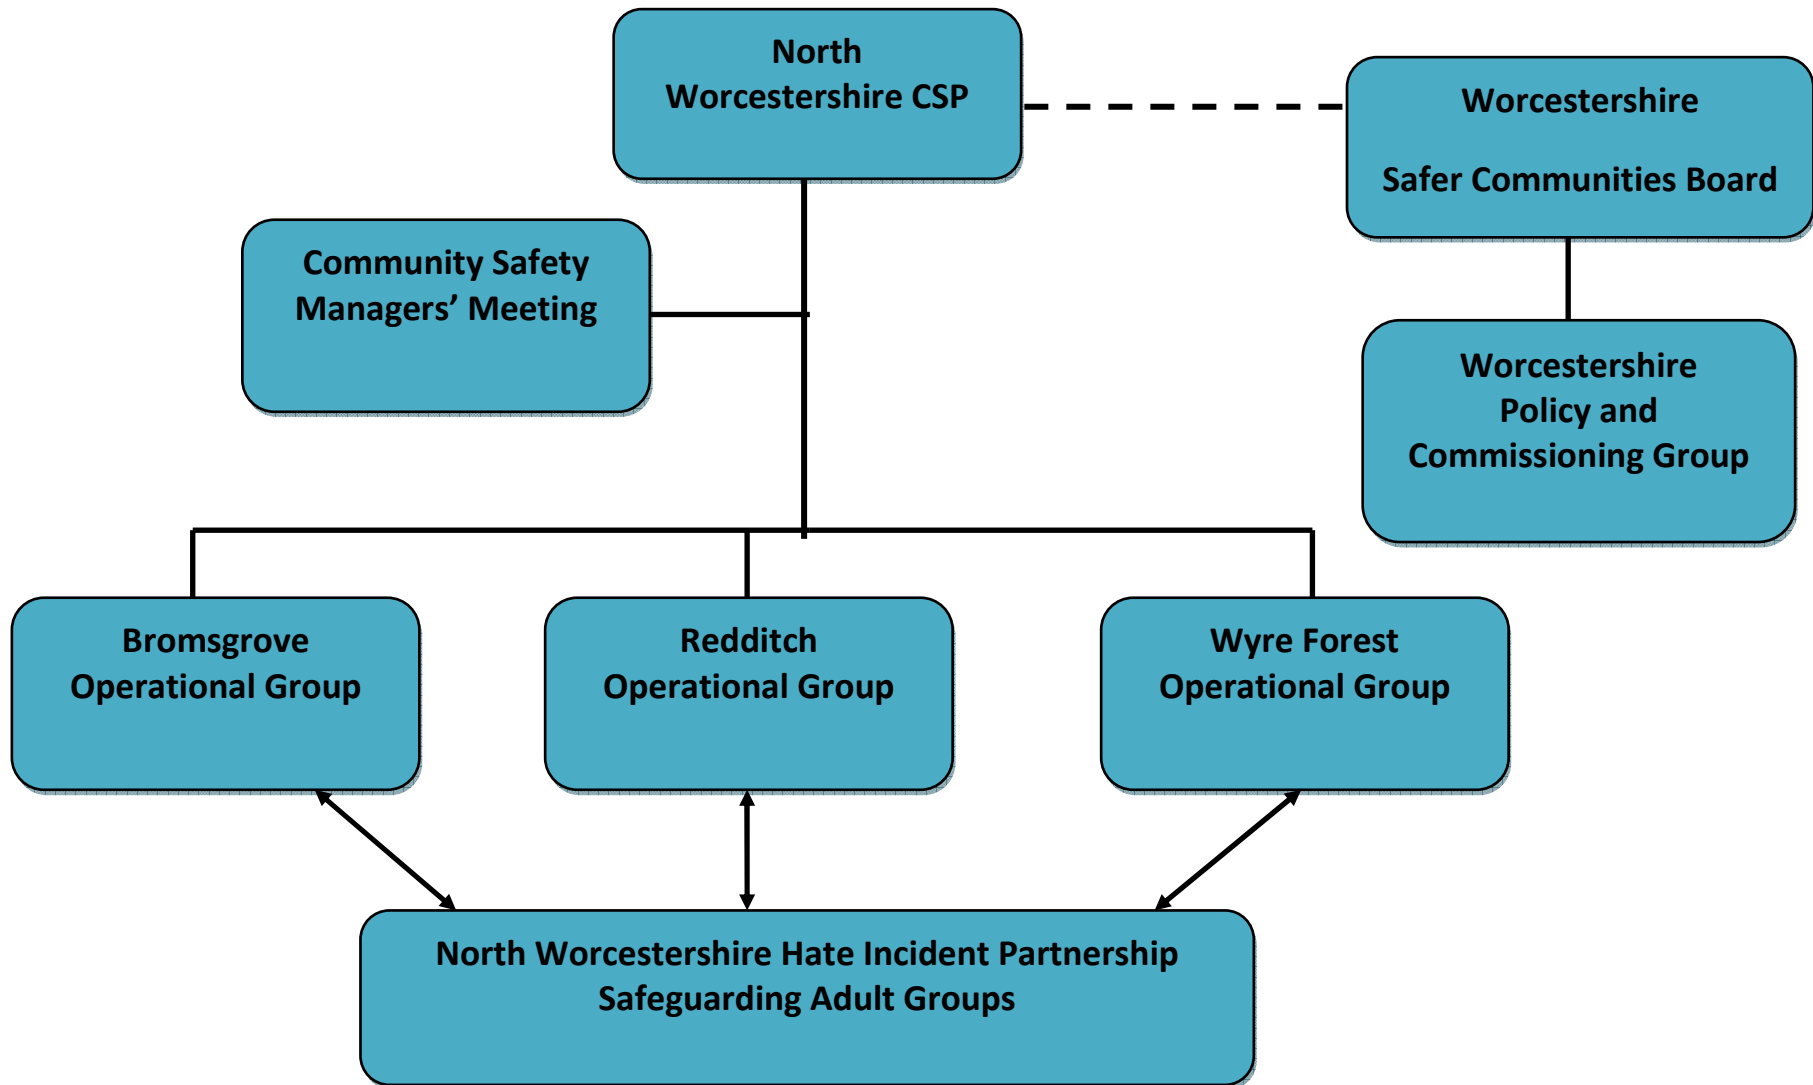 North
Worcestershire CSP
Worcestershire
Safer Communities Board
Community Safety
Managers’ Meeting
Worcestershire
Policy and
Commissioning Group
Bromsgrove
Operational Group
Redditch
Operational Group
Wyre Forest
Operational Group
North Worcestershire Hate Incident Partnership
Safeguarding Adult Groups